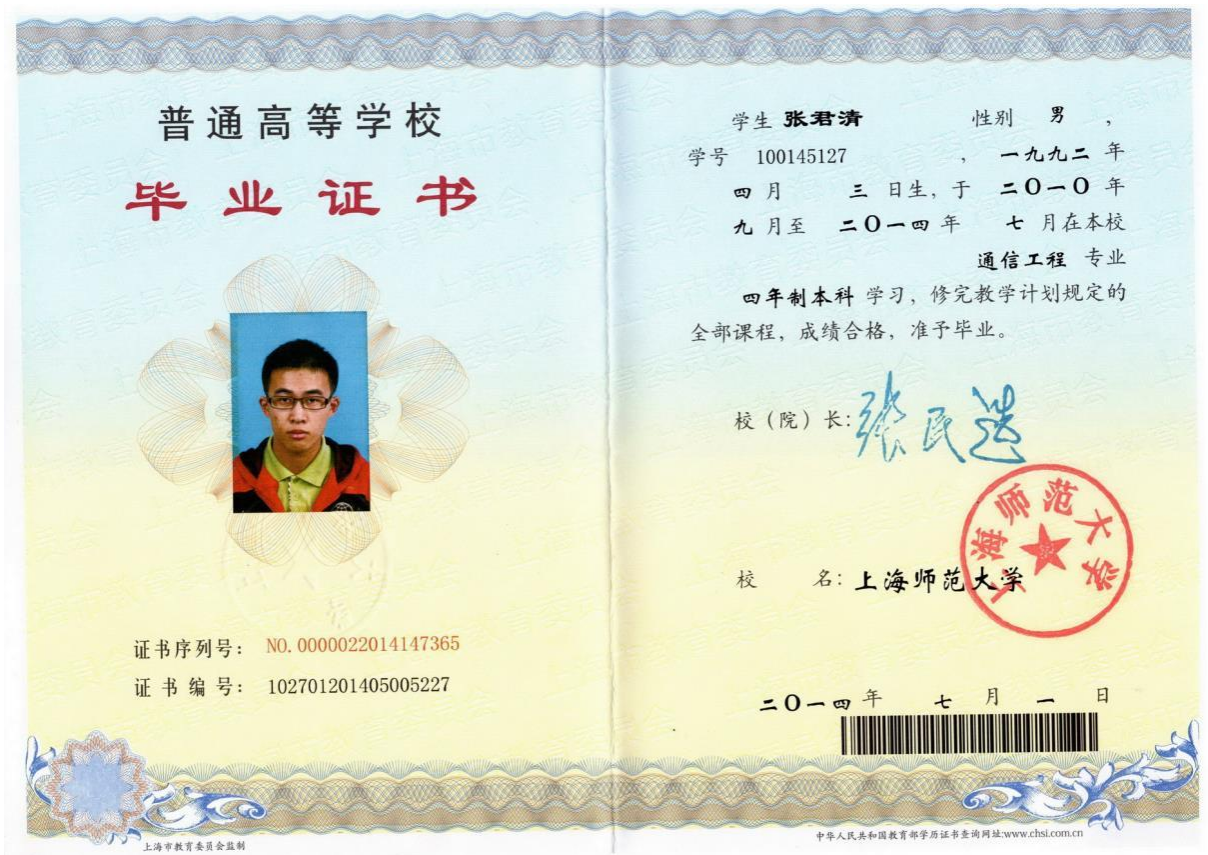 普通高等学校
毕业证书
证书序列号： NO. 0000022014147365
证书编号： 102701201405005227
上海市教育委员会监制
学生 张君清 性别 男 ，
学号 100145127 ， 一九九二 年
四 月 三 日生，于 二〇一〇 年
九 月至 二〇一四 年 七 月在本校
通信工程 专业
四年制本科 学习，修完教学计划规定的
全部课程，成绩合格，准予毕业。
校（院）长： 张民选
上海师范大学
校 名： 上海师范大学
二〇一四 年 七 月 一 日
中华人民共和国教育部学历证书查询网址:www.chsi.com.cn